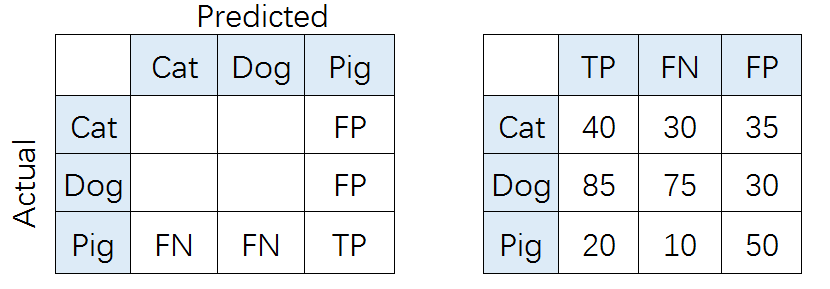 Predicted
Cat Dog Pig
Cat FP
Dog FP
Pig FN FN TP
Actual
TP FN FP
Cat 40 30 35
Dog 85 75 30
Pig 20 10 50